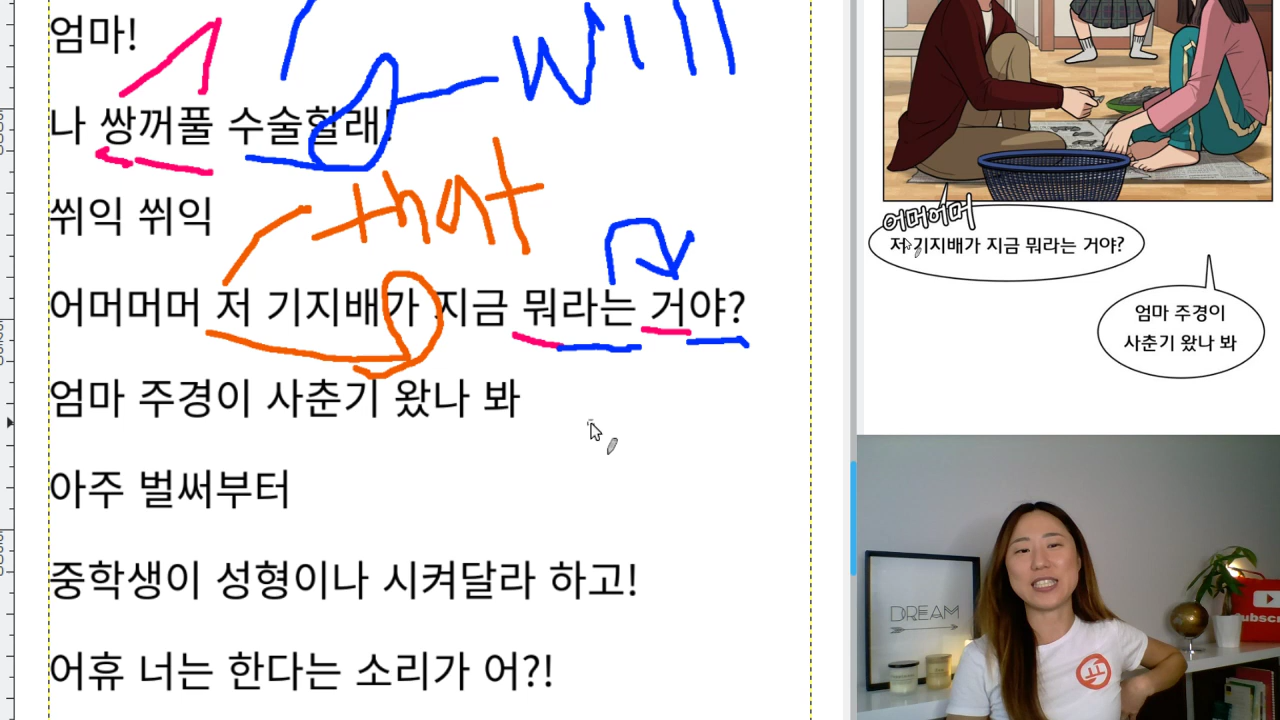 엄마!
will
나 쌍꺼풀 수술할래!
that
쒸익 쒸익
어머머머 저 기지배가 지금 뭐라는 거야?
엄마 주경이 사춘기 왔나 봐
아주 벌써부터
중학생이 성형이나 시켜달라 하고!
어휴 너는 한다는 소리가 어?!
어머어머
저 기지배가 지금 뭐라는 거야?
엄마 주경이
사춘기 왔나 봐
DREAM